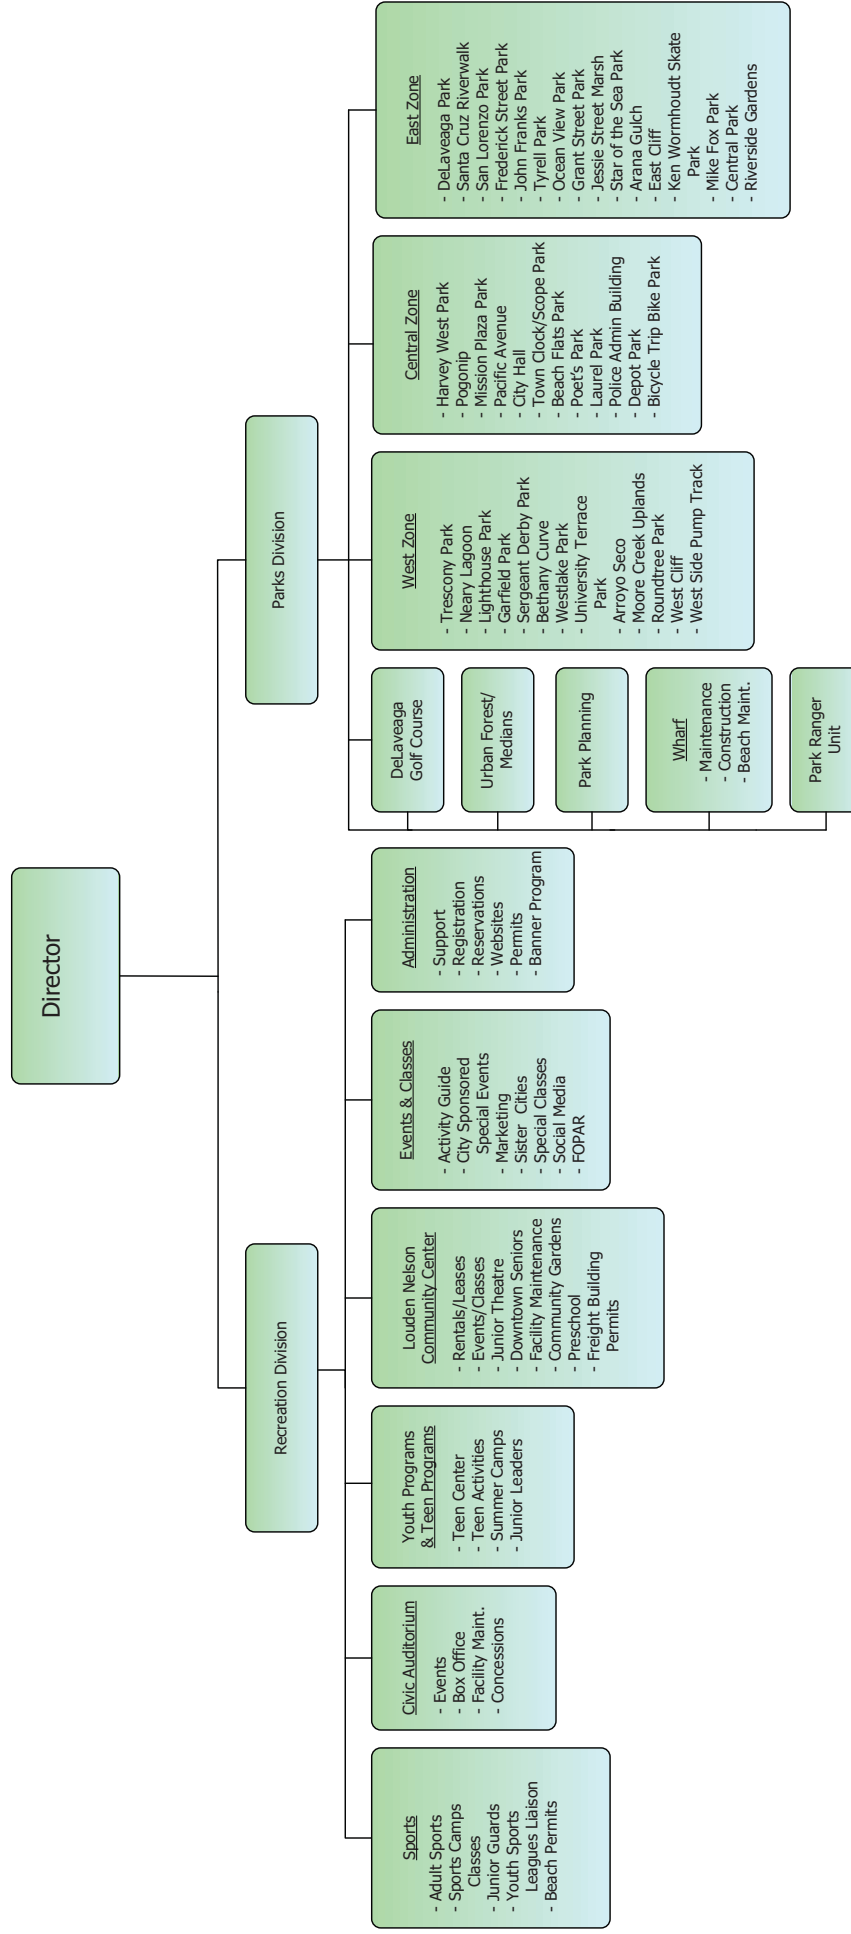 Director
Recreation Division
Parks Division
Sports
- Adult Sports
- Sports Camps
Classes
- Junior Guards
- Youth Sports
Leagues Liaison
- Beach Permits
Civic Auditorium
- Events
- Box Office
- Facility Maint.
- Concessions
Youth Programs
& Teen Programs
- Teen Center
- Teen Activities
- Summer Camps
- Junior Leaders
Louden Nelson
Community Center
- Rentals/Leases
- Events/Classes
- Junior Theatre
- Downtown Seniors
- Facility Maintenance
- Community Gardens
- Preschool
- Freight Building
Permits
Events & Classes
- Activity Guide
- City Sponsored
Special Events
- Marketing
- Sister Cities
- Special Classes
- Social Media
- FOPAR
Administration
- Support
- Registration
- Reservations
- Websites
- Permits
- Banner Program
DeLaveaga
Golf Course
Urban Forest/
Medians
Park Planning
Wharf
- Maintenance
- Construction
- Beach Maint.
Park Ranger
Unit
West Zone
- Trescony Park
- Neary Lagoon
- Lighthouse Park
- Garfield Park
- Sergeant Derby Park
- Bethany Curve
- Westlake Park
- University Terrace
Park
- Arroyo Seco
- Moore Creek Uplands
- Roundtree Park
- West Cliff
- West Side Pump Track
Central Zone
- Harvey West Park
- Pogonip
- Mission Plaza Park
- Pacific Avenue
- City Hall
- Town Clock/Scope Park
- Beach Flats Park
- Poet's Park
- Laurel Park
- Police Admin Building
- Depot Park
- Bicycle Trip Bike Park
East Zone
- DeLaveaga Park
- Santa Cruz Riverwalk
- San Lorenzo Park
- Frederick Street Park
- John Franks Park
- Tyrell Park
- Ocean View Park
- Grant Street Park
- Jessie Street Marsh
- Star of the Sea Park
- Arana Gulch
- East Cliff
- Ken Wormhoudt Skate
Park
- Mike Fox Park
- Central Park
- Riverside Gardens